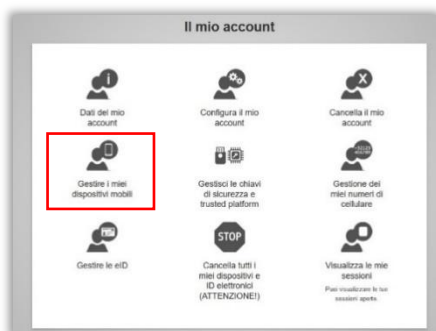 Il mio account
Dati del mio
account
Configura il mio
account
Cancella il mio
account
Gestire i miei
dispositivi mobili
Gestisci le chiavi
di sicurezza e
trusted platform
Gestione dei
miei numeri di
cellulare
Gestire le eID
STOP
Cancella tutti i
miei dispositivi e
ID elettronici
(ATTENZIONE!)
Visualizza le mie
sessioni
Puoi visualizzare le tue
sessioni aperte.